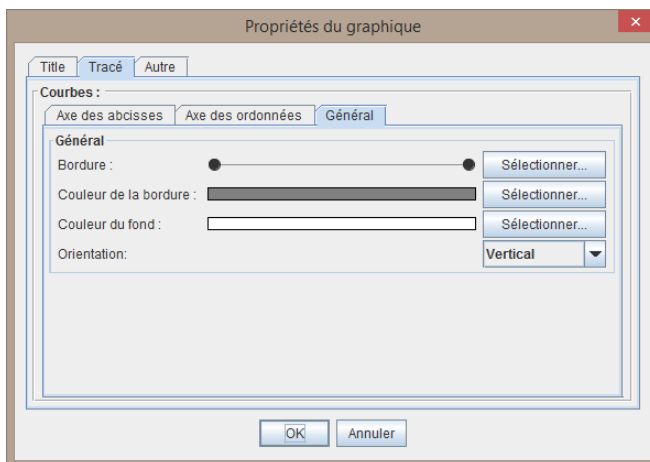 Propriétés du graphique
Title Tracé Autre
Courbes :
Axe des abcisses Axe des ordonnées Général
Général
Bordure : Sélectionner...
Couleur de la bordure : Sélectionner...
Couleur du fond : Sélectionner...
Orientation: Vertical
OK Annuler